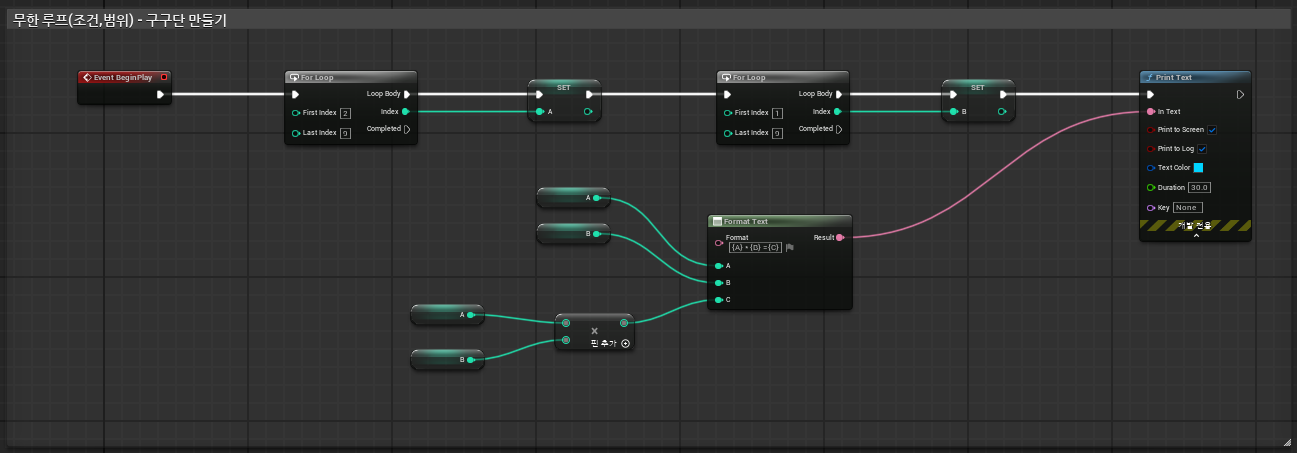 무한 루프(조건,범위) - 구구단 만들기
Event BeginPlay
For Loop
Loop Body
First Index 2
Index
Last Index 9
Completed
SET
A
For Loop
Loop Body
First Index 1
Index
Last Index 9
Completed
SET
B
Print Text
In Text
Print to Screen
Print to Log
Text Color
Duration 30.0
Key None
개발 전용
A
B
Format Text
Format
Result
{A} * {B} ={C}
A
B
C
A
B
핀 추가